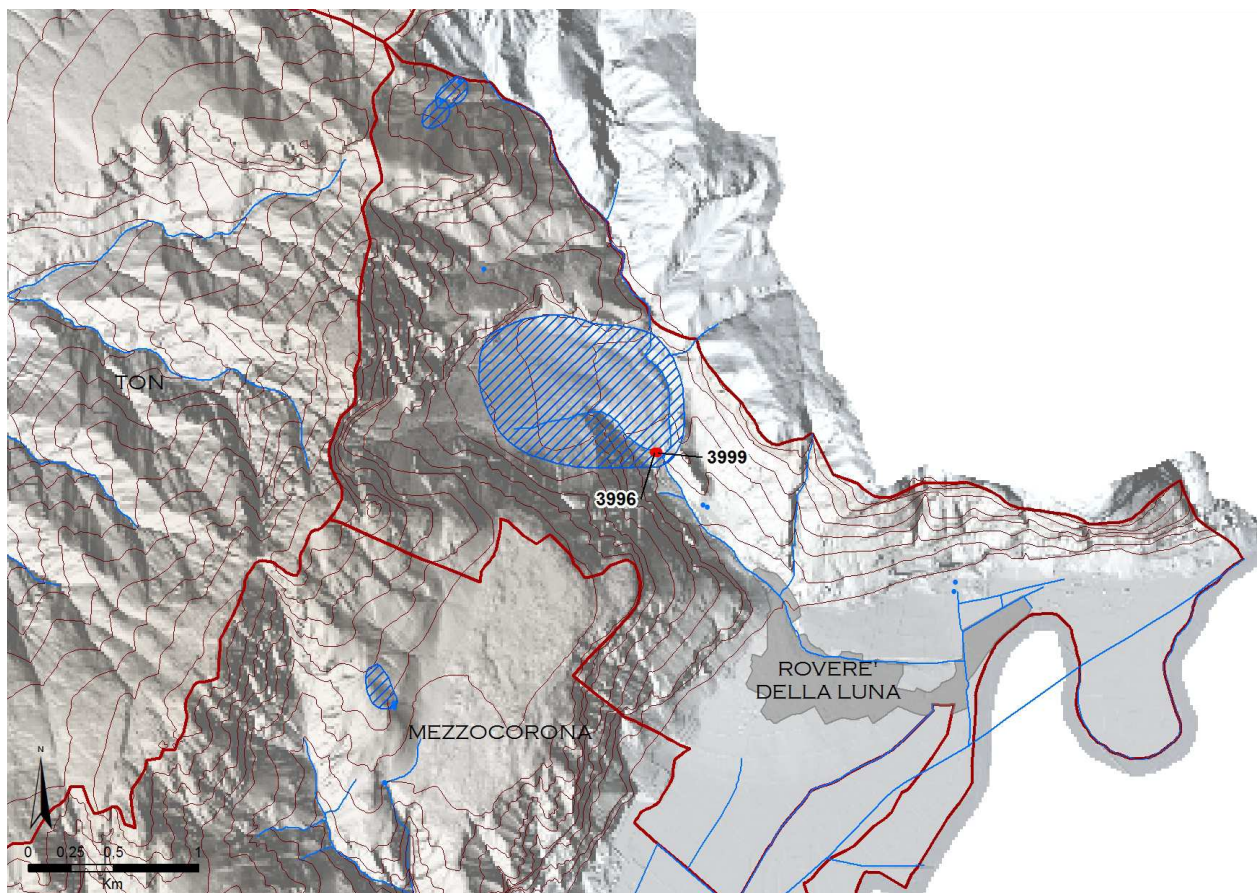 TON
3999
3996
ROVERE'
DELLA LUNA
MEZZOCORONA
N
0 0,25 0,5 1
Km